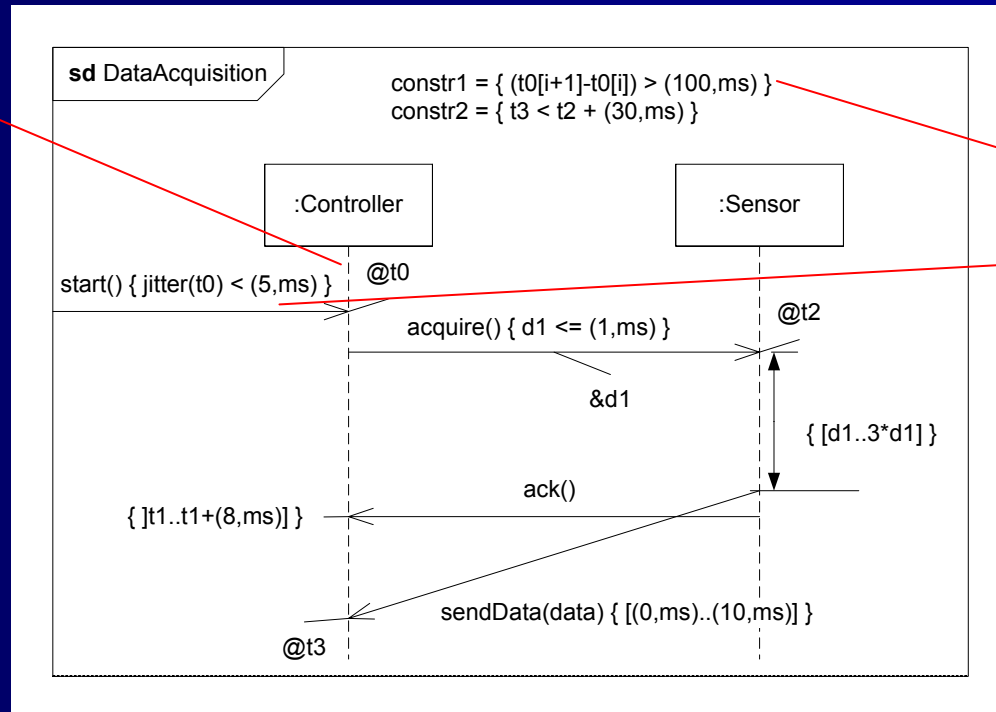 sd DataAcquisition
constr1 = { (t0[i+1]-t0[i]) > (100,ms) }
constr2 = { t3 < t2 + (30,ms) }
:Controller
:Sensor
@t0
start() { jitter(t0) < (5,ms) }
@t2
acquire() { d1 <= (1,ms) }
&d1
{ [d1..3*d1] }
ack()
{ ]t1..t1+(8,ms)] }
sendData(data) { [(0,ms)..(10,ms)] }
@t3